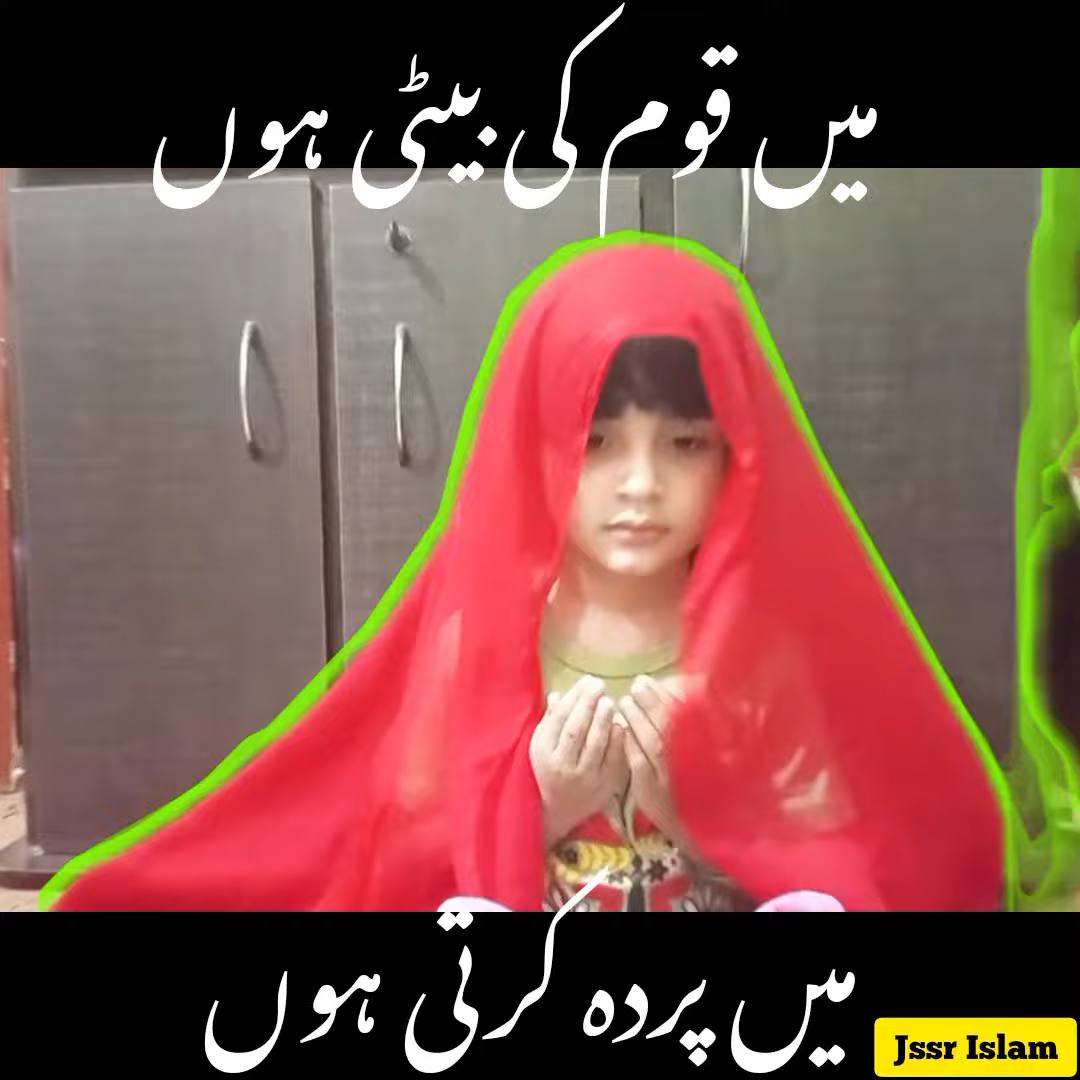 میں قوم کی بیٹی ہوں
میں پردہ کرتی ہوں
Jssr Islam